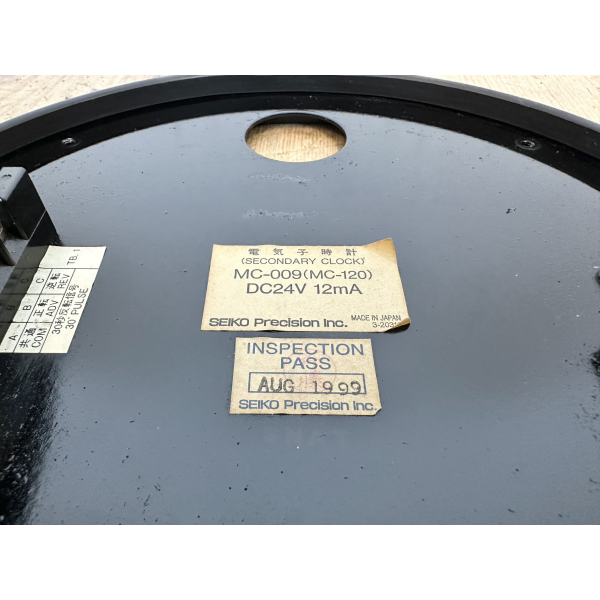 電気子時計
(SECONDARY CLOCK)
MC-009(MC-120)
DC24V 12mA
SEIKO Precision Inc.
MADE IN JAPAN
INSPECTION
PASS
AUG 1999
SEIKO Precision Inc.
TB.1
A B C
共通 正転 逆転
COM ADV REV
30秒反転信号
30" PULSE